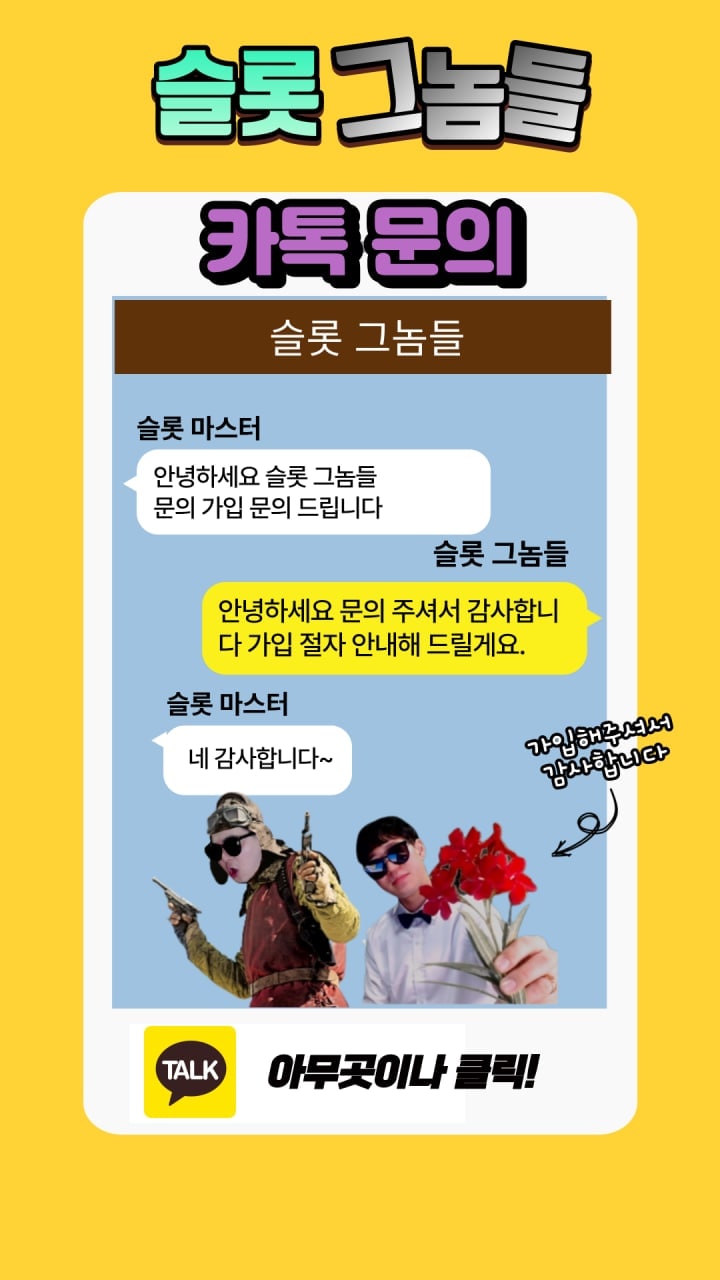 슬롯 그놈들
카톡 문의
슬롯 그놈들
슬롯 마스터
안녕하세요 슬롯 그놈들
문의 가입 문의 드립니다
슬롯 그놈들
안녕하세요 문의 주셔서 감사합니
다 가입 절자 안내해 드릴게요.
슬롯 마스터
네 감사합니다~
가입해주셔서
감사합니다
TALK
아무곳이나 클릭!